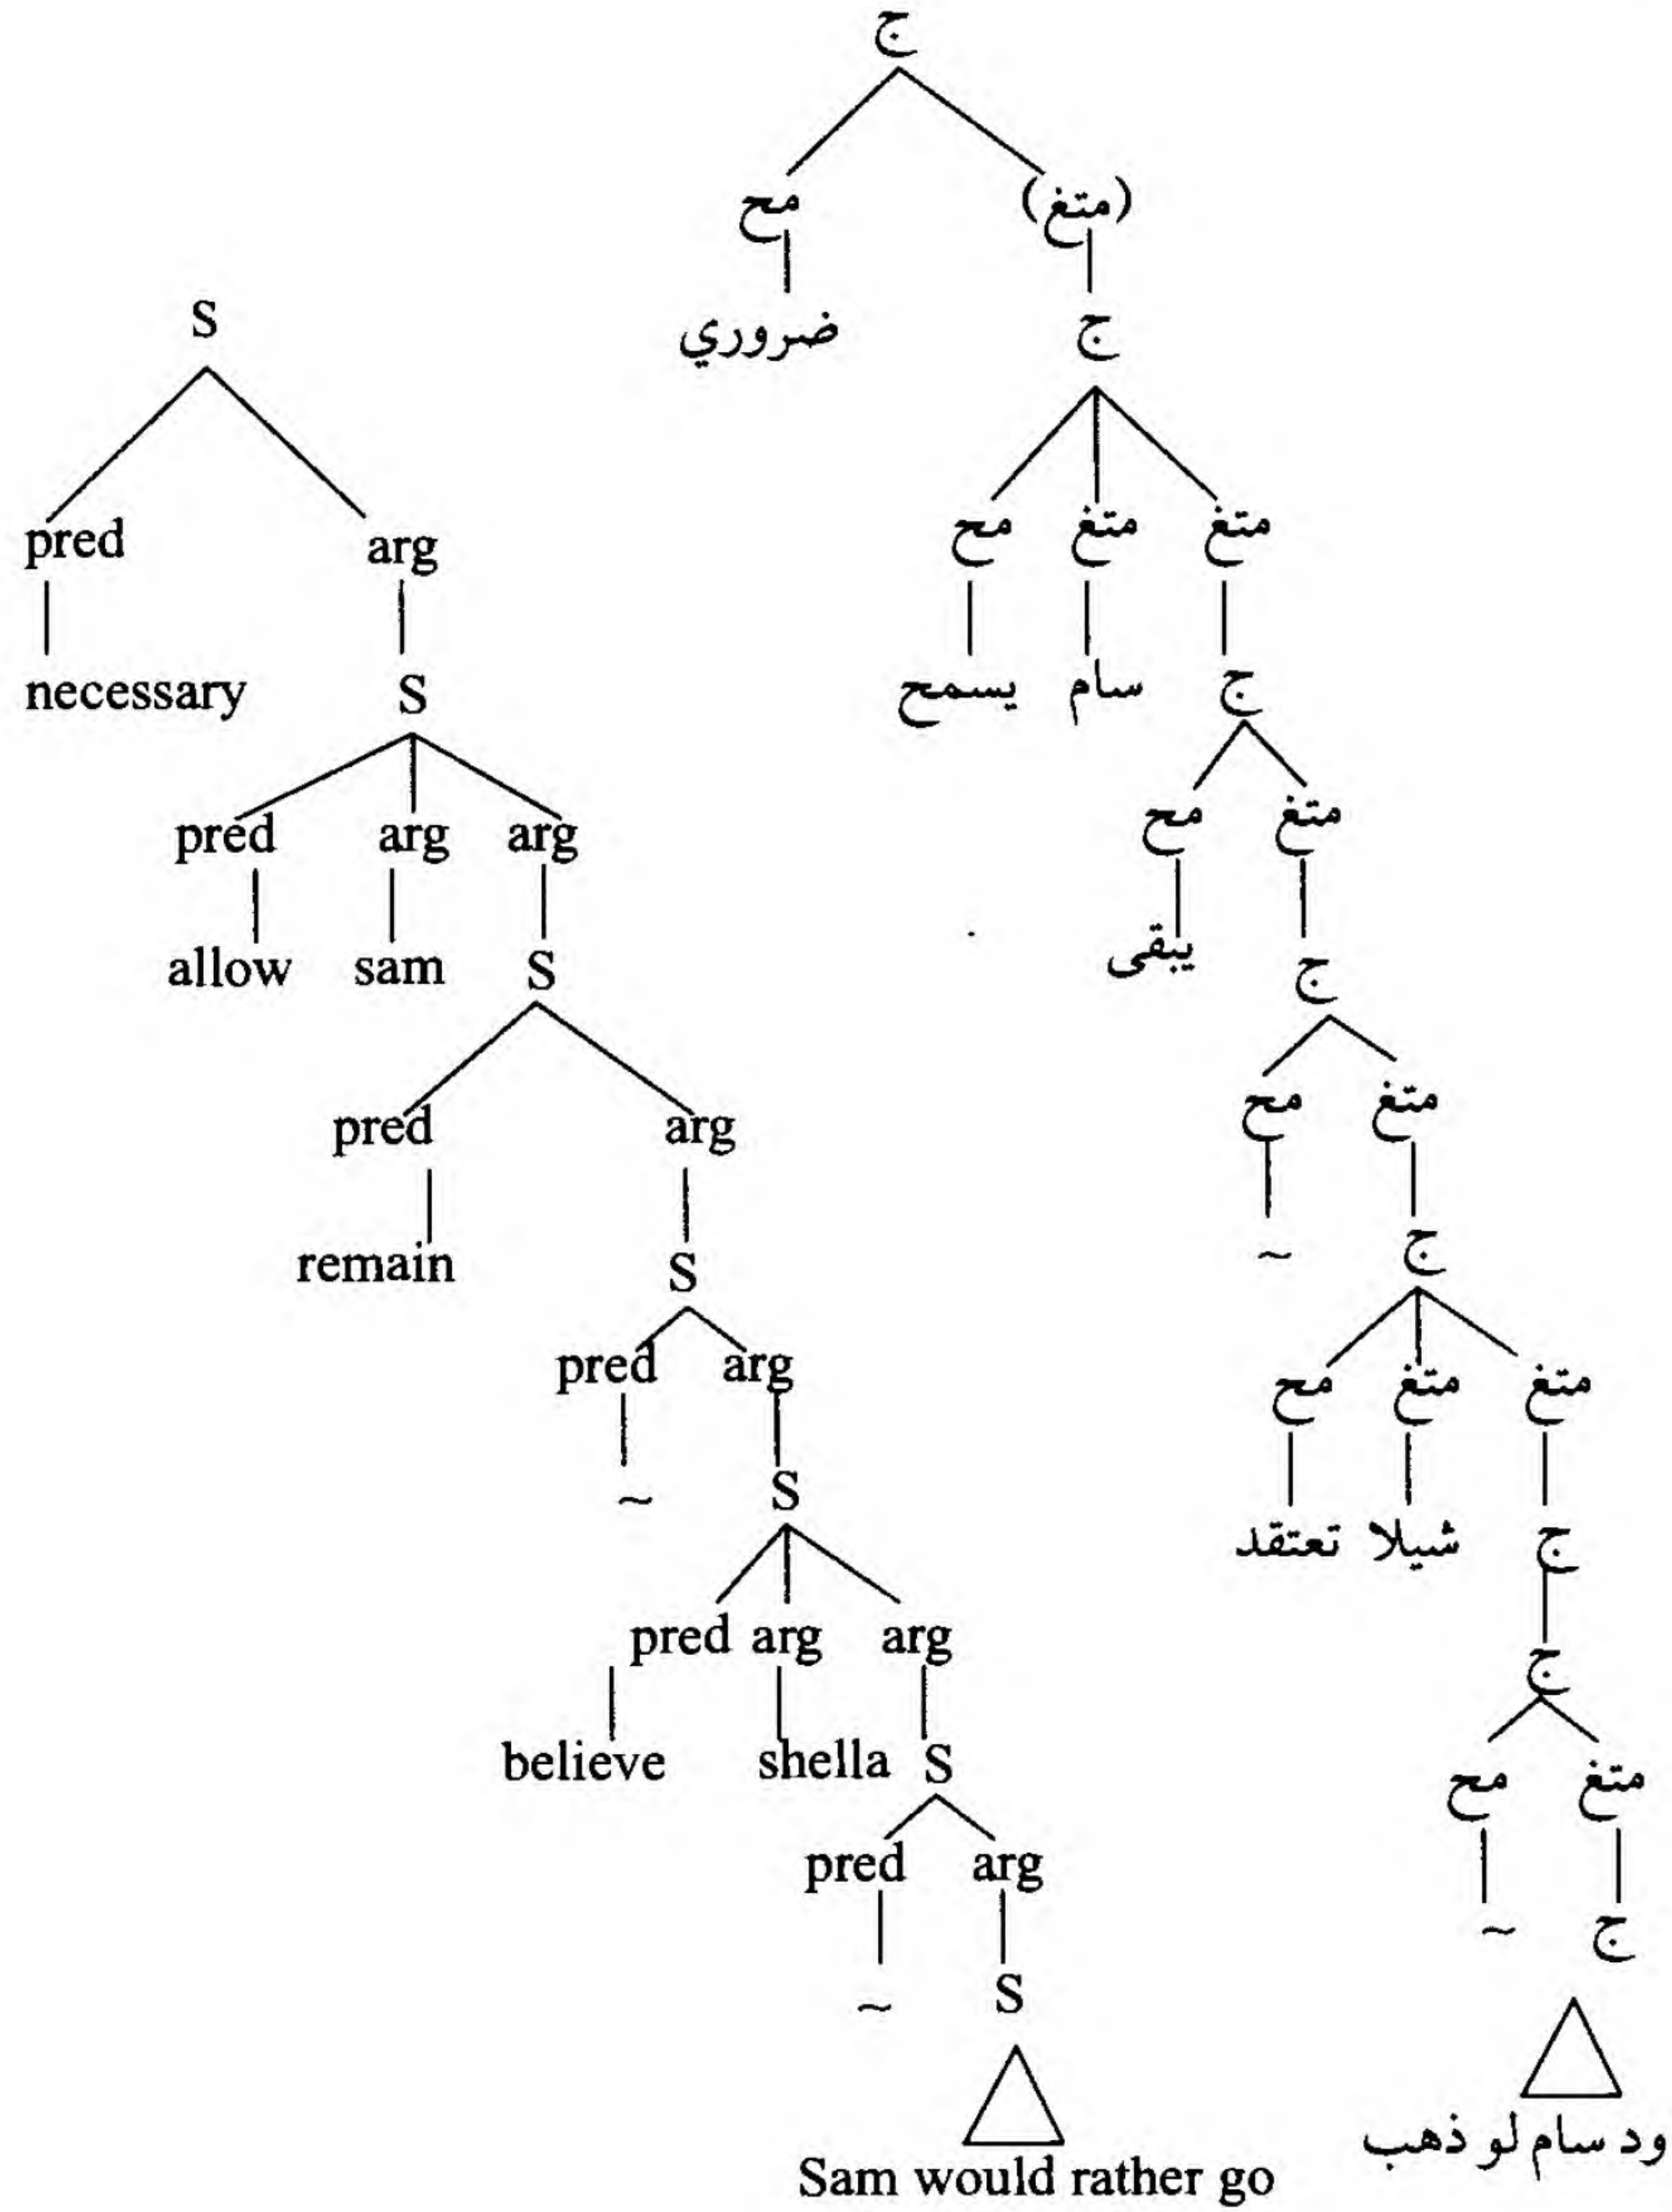 S
pred arg
necessary S
pred arg arg
allow sam S
pred arg
remain S
pred arg
~ S
pred arg arg
believe shella S
pred arg
~ S
Sam would rather go
ج
مح (متغ)
ضروري ج
مح متغ متغ
يسمح سام ج
مح متغ
يبقى ج
مح متغ
~ ج
مح متغ متغ
تعتقد شيلا ج
ج
مح متغ
~ ج
ود سام لو ذهب